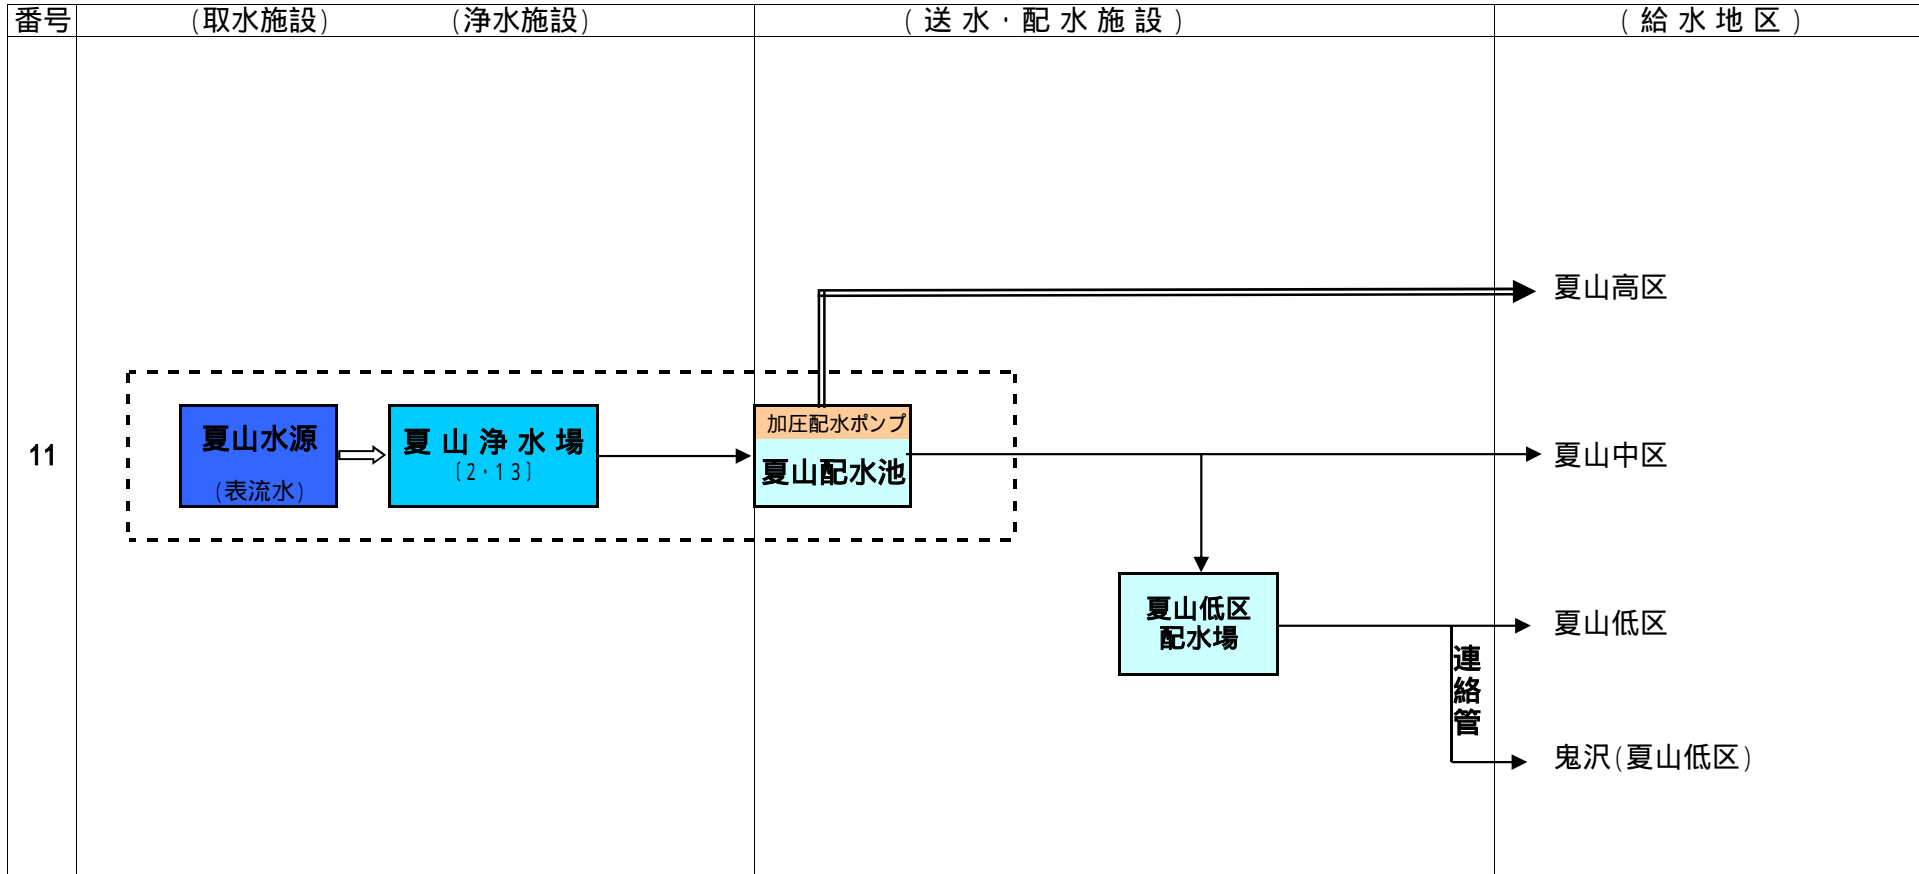 番号
(取水施設)
(浄水施設)
(送水・配水施設)
(給水地区)
夏山高区
11
夏山水源
(表流水)
夏山浄水場
〔2・13〕
加圧配水ポンプ
夏山配水池
夏山中区
夏山低区
配水場
夏山低区
連絡管
鬼沢(夏山低区)